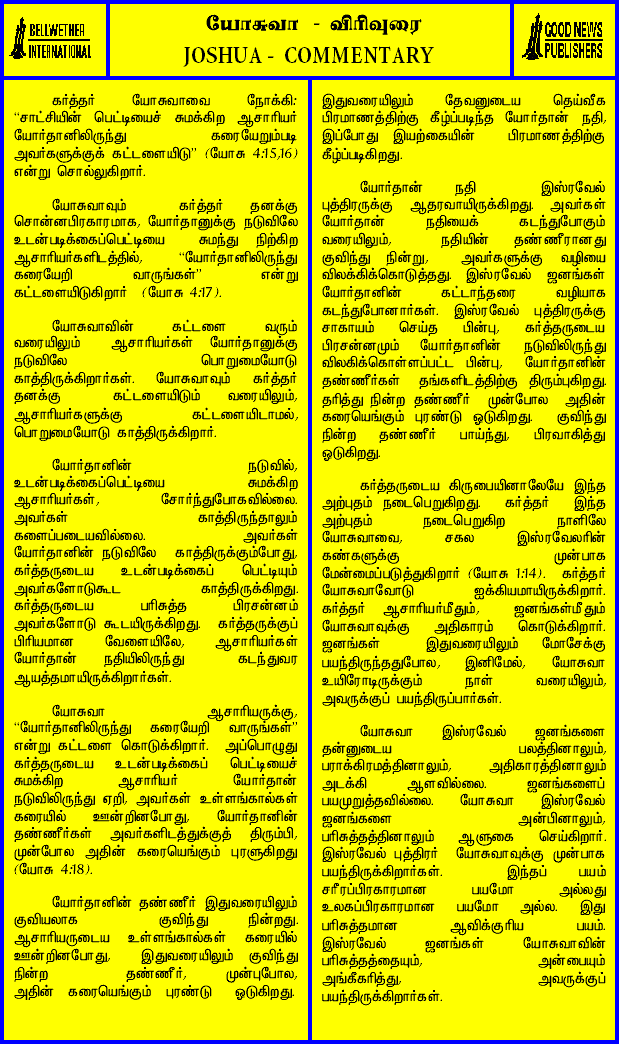 BELLWETHER
INTERNATIONAL
யோசுவா - விரிவுரை
JOSHUA - COMMENTARY
GOOD NEWS
PUBLISHERS
கர்த்தர் யோசுவாவை நோக்கி:
“சாட்சியின் பெட்டியைச் சுமக்கிற ஆசாரியர்
யோர்தானிலிருந்து கரையேறும்படி
அவர்களுக்குக் கட்டளையிடு” (யோசு 4:15,16)
என்று சொல்லுகிறார்.
யோசுவாவும் கர்த்தர் தனக்கு
சொன்னபிரகாரமாக, யோர்தானுக்கு நடுவிலே
உடன்படிக்கைப்பெட்டியை சுமந்து நிற்கிற
ஆசாரியர்களிடத்தில், “யோர்தானிலிருந்து
கரையேறி வாருங்கள்” என்று
கட்டளையிடுகிறார் (யோசு 4:17).
யோசுவாவின் கட்டளை வரும்
வரையிலும் ஆசாரியர்கள் யோர்தானுக்கு
நடுவிலே பொறுமையோடு
காத்திருக்கிறார்கள். யோசுவாவும் கர்த்தர்
தனக்கு கட்டளையிடும் வரையிலும்,
ஆசாரியர்களுக்கு கட்டளையிடாமல்,
பொறுமையோடு காத்திருக்கிறார்.
யோர்தானின் நடுவில்,
உடன்படிக்கைப்பெட்டியை சுமக்கிற
ஆசாரியர்கள், சோர்ந்துபோகவில்லை.
அவர்கள் காத்திருந்தாலும்
களைப்படையவில்லை. அவர்கள்
யோர்தானின் நடுவிலே காத்திருக்கும்போது,
கர்த்தருடைய உடன்படிக்கைப் பெட்டியும்
அவர்களோடுகூட காத்திருக்கிறது.
கர்த்தருடைய பரிசுத்த பிரசன்னம்
அவர்களோடு கூடயிருக்கிறது. கர்த்தருக்குப்
பிரியமான வேளையிலே, ஆசாரியர்கள்
யோர்தான் நதியிலிருந்து கடந்துவர
ஆயத்தமாயிருக்கிறார்கள்.
யோசுவா ஆசாரியருக்கு,
“யோர்தானிலிருந்து கரையேறி வாருங்கள்”
என்று கட்டளை கொடுக்கிறார். அப்பொழுது
கர்த்தருடைய உடன்படிக்கைப் பெட்டியைச்
சுமக்கிற ஆசாரியர் யோர்தான்
நடுவிலிருந்து ஏறி, அவர்கள் உள்ளங்கால்கள்
கரையில் ஊன்றினபோது, யோர்தானின்
தண்ணீர்கள் அவர்களிடத்துக்குத் திரும்பி,
முன்போல அதின் கரையெங்கும் புரளுகிறது
(யோசு 4:18).
யோர்தானின் தண்ணீர் இதுவரையிலும்
குவியலாக குவிந்து நின்றது.
ஆசாரியருடைய உள்ளங்கால்கள் கரையில்
ஊன்றினபோது, இதுவரையிலும் குவிந்து
நின்ற தண்ணீர், முன்புபோல,
அதின் கரையெங்கும் புரண்டு ஓடுகிறது.
இதுவரையிலும் தேவனுடைய தெய்வீக
பிரமாணத்திற்கு கீழ்ப்படிந்த யோர்தான் நதி,
இப்போது இயற்கையின் பிரமாணத்திற்கு
கீழ்ப்படிகிறது.
யோர்தான் நதி இஸ்ரவேல்
புத்திரருக்கு ஆதரவாயிருக்கிறது. அவர்கள்
யோர்தான் நதியைக் கடந்துபோகும்
வரையிலும், நதியின் தண்ணீரானது
குவிந்து நின்று, அவர்களுக்கு வழியை
விலக்கிக்கொடுத்தது. இஸ்ரவேல் ஜனங்கள்
யோர்தானின் கட்டாந்தரை வழியாக
கடந்துபோனார்கள். இஸ்ரவேல் புத்திரருக்கு
சாகாயம் செய்த பின்பு, கர்த்தருடைய
பிரசன்னமும் யோர்தானின் நடுவிலிருந்து
விலகிக்கொள்ளப்பட்ட பின்பு, யோர்தானின்
தண்ணீர்கள் தங்களிடத்திற்கு திரும்புகிறது.
தரித்து நின்ற தண்ணீர் முன்போல அதின்
கரையெங்கும் புரண்டு ஓடுகிறது. குவிந்து
நின்ற தண்ணீர் பாய்ந்து, பிரவாகித்து
ஓடுகிறது.
கர்த்தருடைய கிருபையினாலேயே இந்த
அற்புதம் நடைபெறுகிறது. கர்த்தர் இந்த
அற்புதம் நடைபெறுகிற நாளிலே
யோசுவாவை, சகல இஸ்ரவேலரின்
கண்களுக்கு முன்பாக
மேன்மைப்படுத்துகிறார் (யோசு 1:14). கர்த்தர்
யோசுவாவோடு ஐக்கியமாயிருக்கிறார்.
கர்த்தர் ஆசாரியர்மீதும், ஜனங்கள்மீதும்
யோசுவாவுக்கு அதிகாரம் கொடுக்கிறார்.
ஜனங்கள் இதுவரையிலும் மோசேக்கு
பயந்திருந்ததுபோல, இனிமேல், யோசுவா
உயிரோடிருக்கும் நாள் வரையிலும்,
அவருக்குப் பயந்திருப்பார்கள்.
யோசுவா இஸ்ரவேல் ஜனங்களை
தன்னுடைய பலத்தினாலும்,
பராக்கிரமத்தினாலும், அதிகாரத்தினாலும்
அடக்கி ஆளவில்லை. ஜனங்களைப்
பயமுறுத்தவில்லை. யோசுவா இஸ்ரவேல்
ஜனங்களை அன்பினாலும்,
பரிசுத்தத்தினாலும் ஆளுகை செய்கிறார்.
இஸ்ரவேல் புத்திரர் யோசுவாவுக்கு முன்பாக
பயந்திருக்கிறார்கள். இந்தப் பயம்
சரீரப்பிரகாரமான பயமோ அல்லது
உலகப்பிரகாரமான பயமோ அல்ல. இது
பரிசுத்தமான ஆவிக்குரிய பயம்.
இஸ்ரவேல் ஜனங்கள் யோசுவாவின்
பரிசுத்தத்தையும், அன்பையும்
அங்கீகரித்து, அவருக்குப்
பயந்திருக்கிறார்கள்.